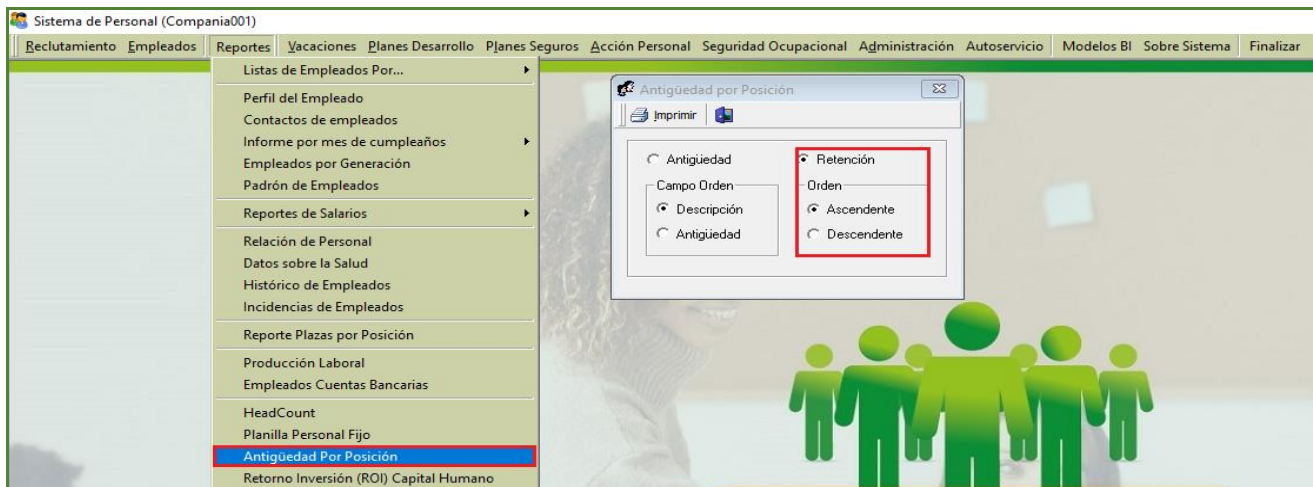 Sistema de Personal (Compania001)
Reclutamiento Empleados Reportes Vacaciones Planes Desarrollo Planes Seguros Acción Personal Seguridad Ocupacional Administración Autoservicio Modelos BI Sobre Sistema Finalizar
Listas de Empleados Por...
Perfil del Empleado
Contactos de empleados
Informe por mes de cumpleaños
Empleados por Generación
Padrón de Empleados
Reportes de Salarios
Relación de Personal
Datos sobre la Salud
Histórico de Empleados
Incidencias de Empleados
Reporte Plazas por Posición
Producción Laboral
Empleados Cuentas Bancarias
HeadCount
Planilla Personal Fijo
Antigüedad Por Posición
Retorno Inversión (ROI) Capital Humano
Antigüedad por Posición
Imprimir
Antigüedad Retención
Campo Orden Orden
Descripción Ascendente
Antigüedad Descendente